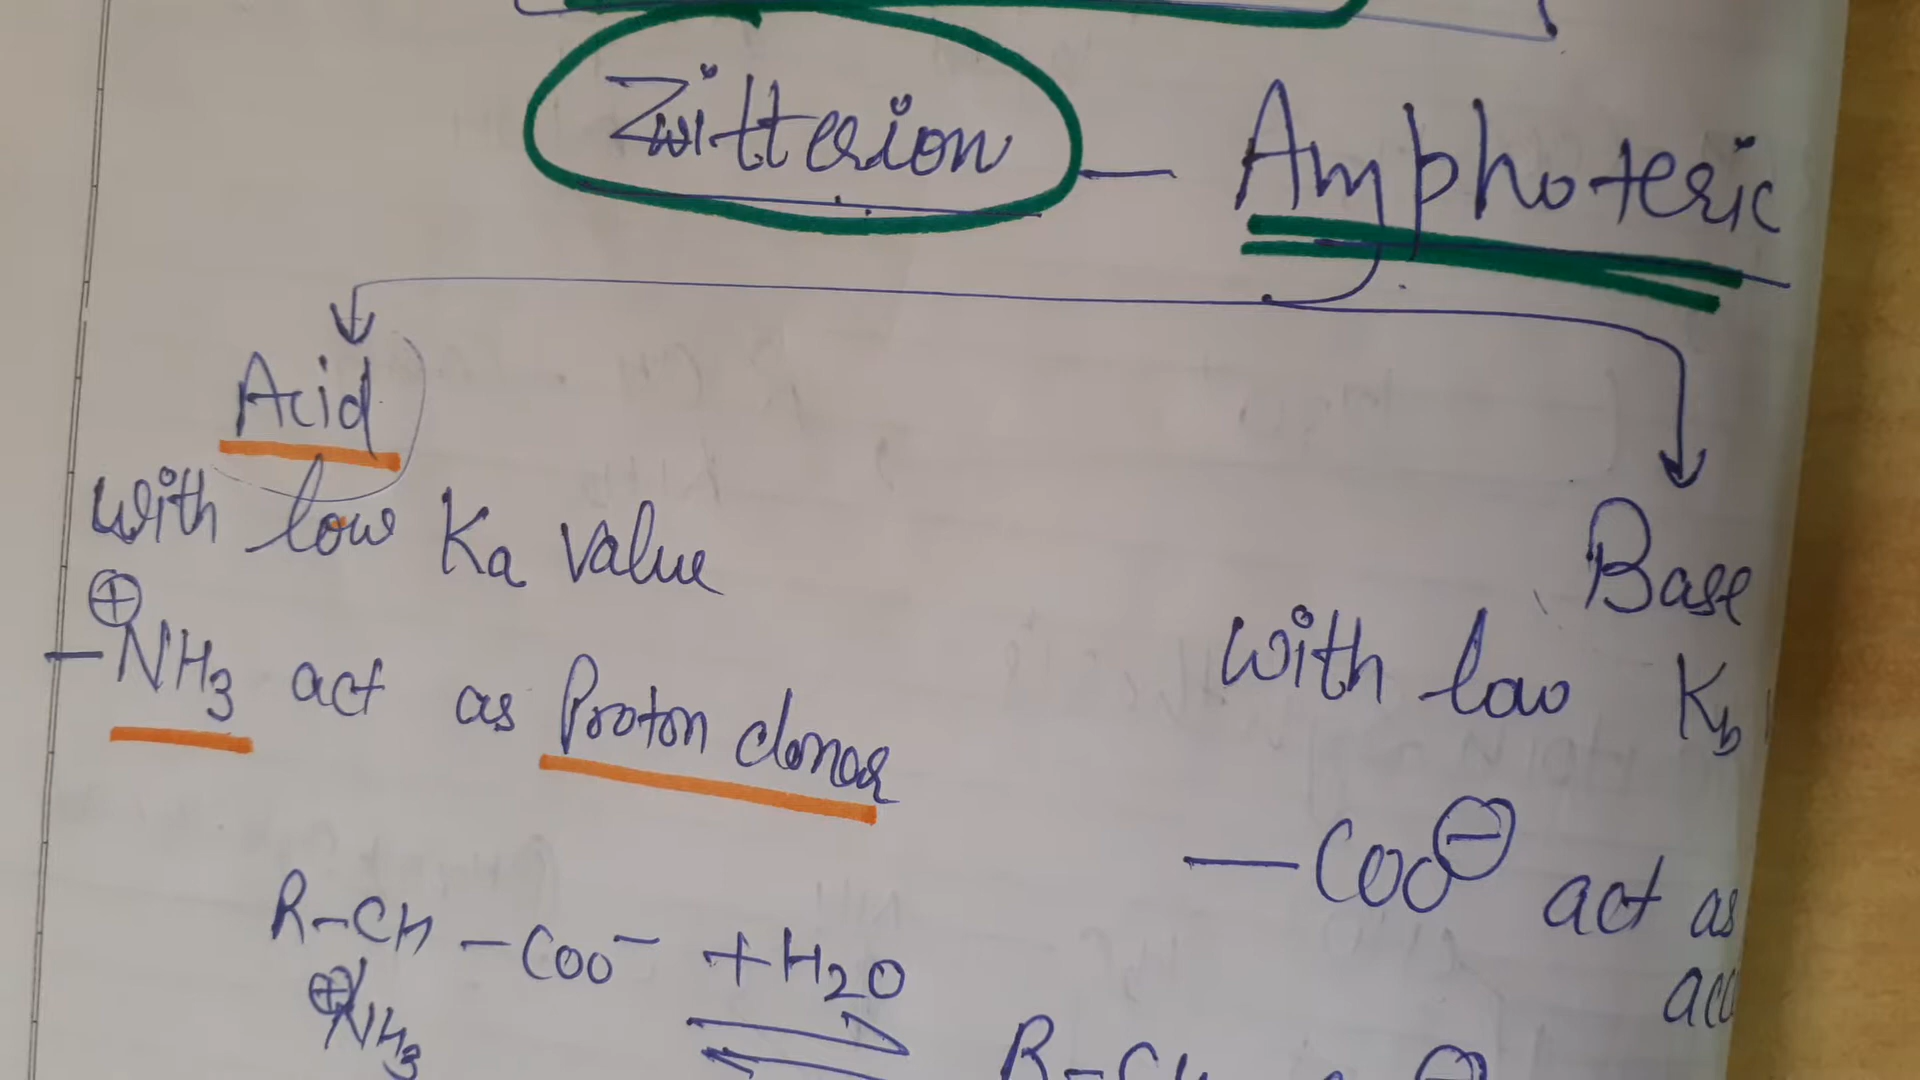 Zwitterion — Amphoteric
Acid
with low Ka value
⊕
—NH3 act as Proton donor
Base
with low Kb
—COO⊖ act as
R-CH-COO⁻ + H2O
⊕NH3
⇌
R-CH